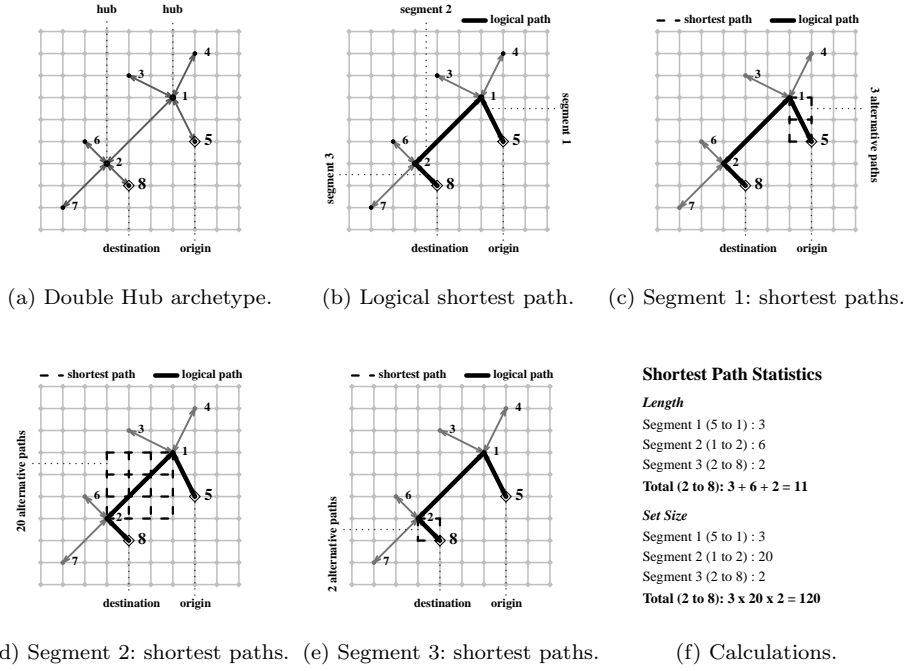 hub hub
4
3
1
5
6
2
8
7
destination origin
(a) Double Hub archetype.
segment 2
logical path
4
3
1
segment 1
5
6
2
segment 3
8
7
destination origin
(b) Logical shortest path.
shortest path logical path
4
3
1
3 alternative paths
5
6
2
8
7
destination origin
(c) Segment 1: shortest paths.
shortest path logical path
4
3
1
20 alternative paths
5
6
2
8
7
destination origin
d) Segment 2: shortest paths.
shortest path logical path
4
3
1
5
6
2
2 alternative paths
8
7
destination origin
(e) Segment 3: shortest paths.
Shortest Path Statistics
Length
Segment 1 (5 to 1) : 3
Segment 2 (1 to 2) : 6
Segment 3 (2 to 8) : 2
Total (2 to 8): 3 + 6 + 2 = 11
Set Size
Segment 1 (5 to 1) : 3
Segment 2 (1 to 2) : 20
Segment 3 (2 to 8) : 2
Total (2 to 8): 3 x 20 x 2 = 120
(f) Calculations.